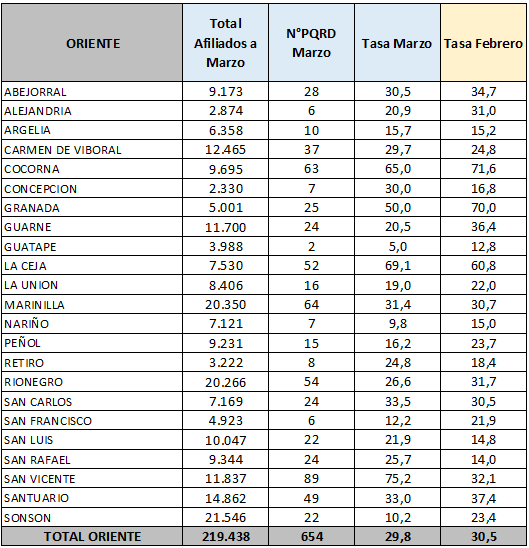 ORIENTE Total Afiliados a Marzo N°PQRD Marzo Tasa Marzo Tasa Febrero
ABEJORRAL 9.173 28 30,5 34,7
ALEJANDRIA 2.874 6 20,9 31,0
ARGELIA 6.358 10 15,7 15,2
CARMEN DE VIBORAL 12.465 37 29,7 24,8
COCORNA 9.695 63 65,0 71,6
CONCEPCION 2.330 7 30,0 16,8
GRANADA 5.001 25 50,0 70,0
GUARNE 11.700 24 20,5 36,4
GUATAPE 3.988 2 5,0 12,8
LA CEJA 7.530 52 69,1 60,8
LA UNION 8.406 16 19,0 22,0
MARINILLA 20.350 64 31,4 30,7
NARIÑO 7.121 7 9,8 15,0
PEÑOL 9.231 15 16,2 23,7
RETIRO 3.222 8 24,8 18,4
RIONEGRO 20.266 54 26,6 31,7
SAN CARLOS 7.169 24 33,5 30,5
SAN FRANCISCO 4.923 6 12,2 21,9
SAN LUIS 10.047 22 21,9 14,8
SAN RAFAEL 9.344 24 25,7 14,0
SAN VICENTE 11.837 89 75,2 32,1
SANTUARIO 14.862 49 33,0 37,4
SONSON 21.546 22 10,2 23,4
TOTAL ORIENTE 219.438 654 29,8 30,5